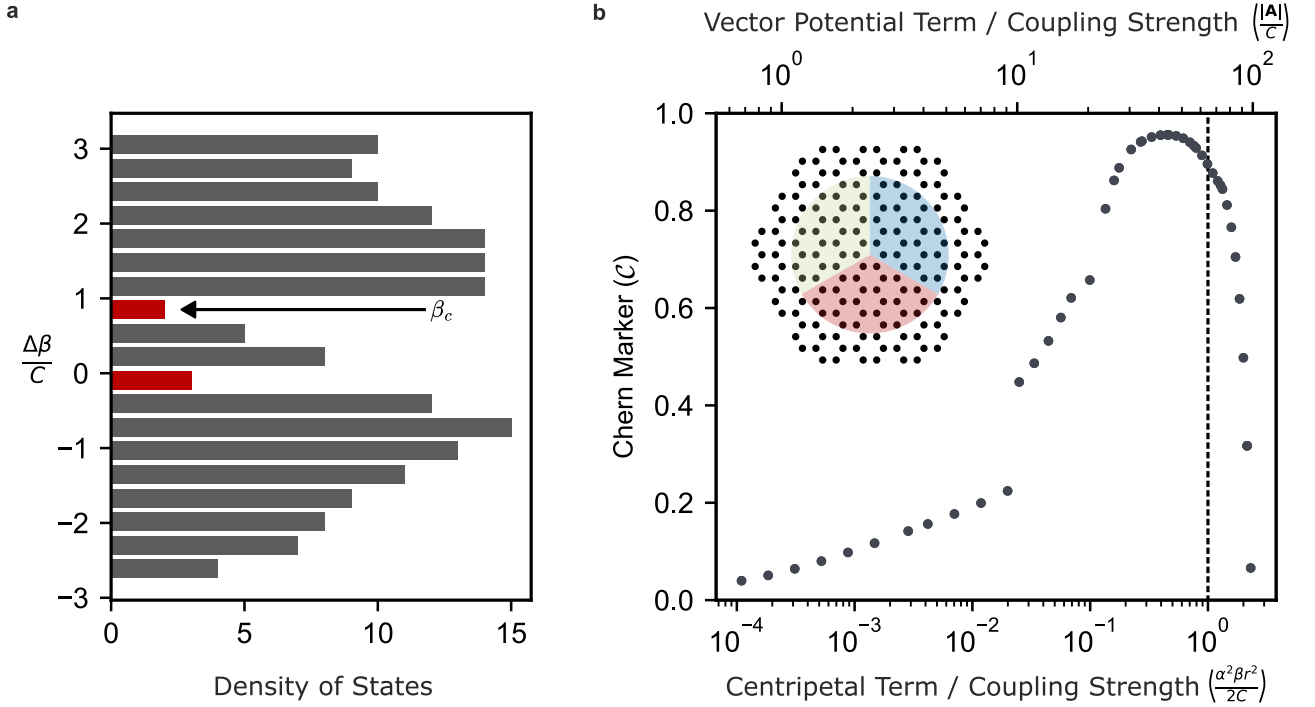 a
3
2
1
0
−1
−2
−3
Δβ
C
β_c
0 5 10 15
Density of States
b
Vector Potential Term / Coupling Strength (|A|/C)
10^0 10^1 10^2
1.0
0.8
0.6
0.4
0.2
0.0
Chern Marker (𝒞)
10^−4 10^−3 10^−2 10^−1 10^0
Centripetal Term / Coupling Strength (α^2βr^2/2C)